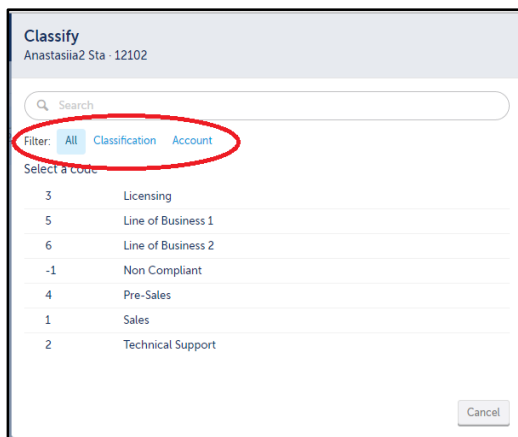 Classify
Anastasiia2 Sta · 12102
Search
Filter: All Classification Account
Select a code
3 Licensing
5 Line of Business 1
6 Line of Business 2
-1 Non Compliant
4 Pre-Sales
1 Sales
2 Technical Support
Cancel